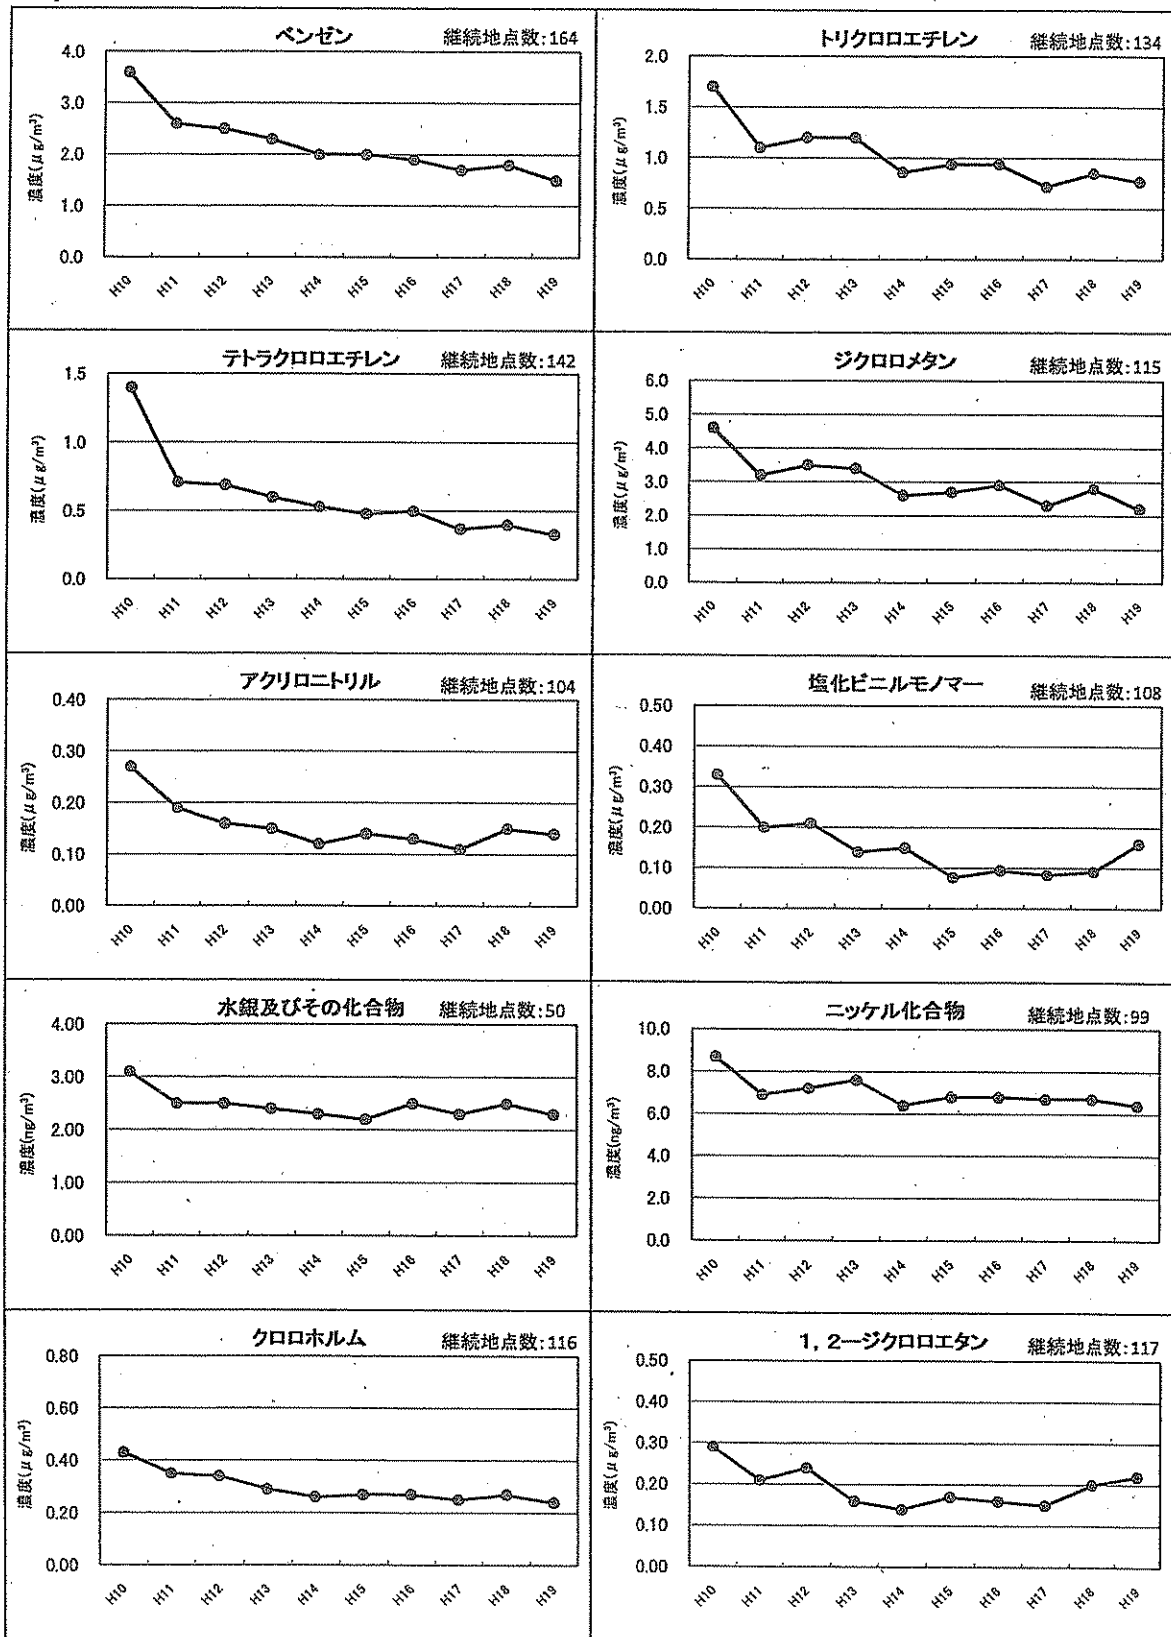 ベンゼン 継続地点数:164
濃度(μg/m³)
4.0
3.0
2.0
1.0
0.0
H10 H11 H12 H13 H14 H15 H16 H17 H18 H19
トリクロロエチレン 継続地点数:134
濃度(μg/m³)
2.0
1.5
1.0
0.5
0.0
H10 H11 H12 H13 H14 H15 H16 H17 H18 H19
テトラクロロエチレン 継続地点数:142
濃度(μg/m³)
1.5
1.0
0.5
0.0
H10 H11 H12 H13 H14 H15 H16 H17 H18 H19
ジクロロメタン 継続地点数:115
濃度(μg/m³)
6.0
5.0
4.0
3.0
2.0
1.0
0.0
H10 H11 H12 H13 H14 H15 H16 H17 H18 H19
アクリロニトリル 継続地点数:104
濃度(μg/m³)
0.40
0.30
0.20
0.10
0.00
H10 H11 H12 H13 H14 H15 H16 H17 H18 H19
塩化ビニルモノマー 継続地点数:108
濃度(μg/m³)
0.50
0.40
0.30
0.20
0.10
0.00
H10 H11 H12 H13 H14 H15 H16 H17 H18 H19
水銀及びその化合物 継続地点数:50
濃度(ng/m³)
4.00
3.00
2.00
1.00
0.00
H10 H11 H12 H13 H14 H15 H16 H17 H18 H19
ニッケル化合物 継続地点数:99
濃度(ng/m³)
10.0
8.0
6.0
4.0
2.0
0.0
H10 H11 H12 H13 H14 H15 H16 H17 H18 H19
クロロホルム 継続地点数:116
濃度(μg/m³)
0.80
0.60
0.40
0.20
0.00
H10 H11 H12 H13 H14 H15 H16 H17 H18 H19
1,2ージクロロエタン 継続地点数:117
濃度(μg/m³)
0.50
0.40
0.30
0.20
0.10
0.00
H10 H11 H12 H13 H14 H15 H16 H17 H18 H19